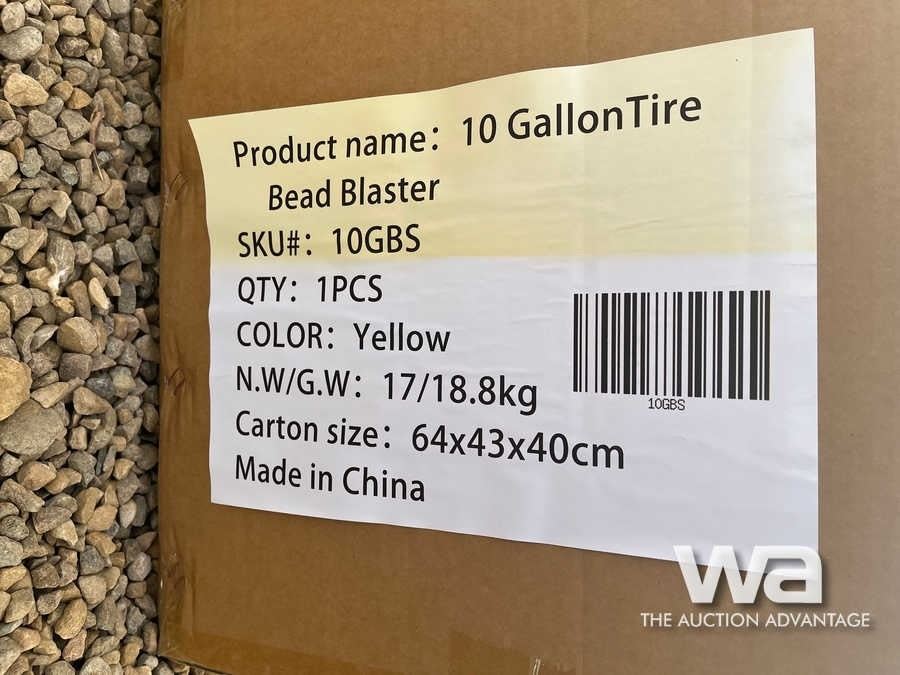 Product name: 10 GallonTire
Bead Blaster
SKU#: 10GBS
QTY: 1PCS
COLOR: Yellow
N.W/G.W: 17/18.8kg
Carton size: 64x43x40cm
Made in China
10GBS
wa
THE AUCTION ADVANTAGE